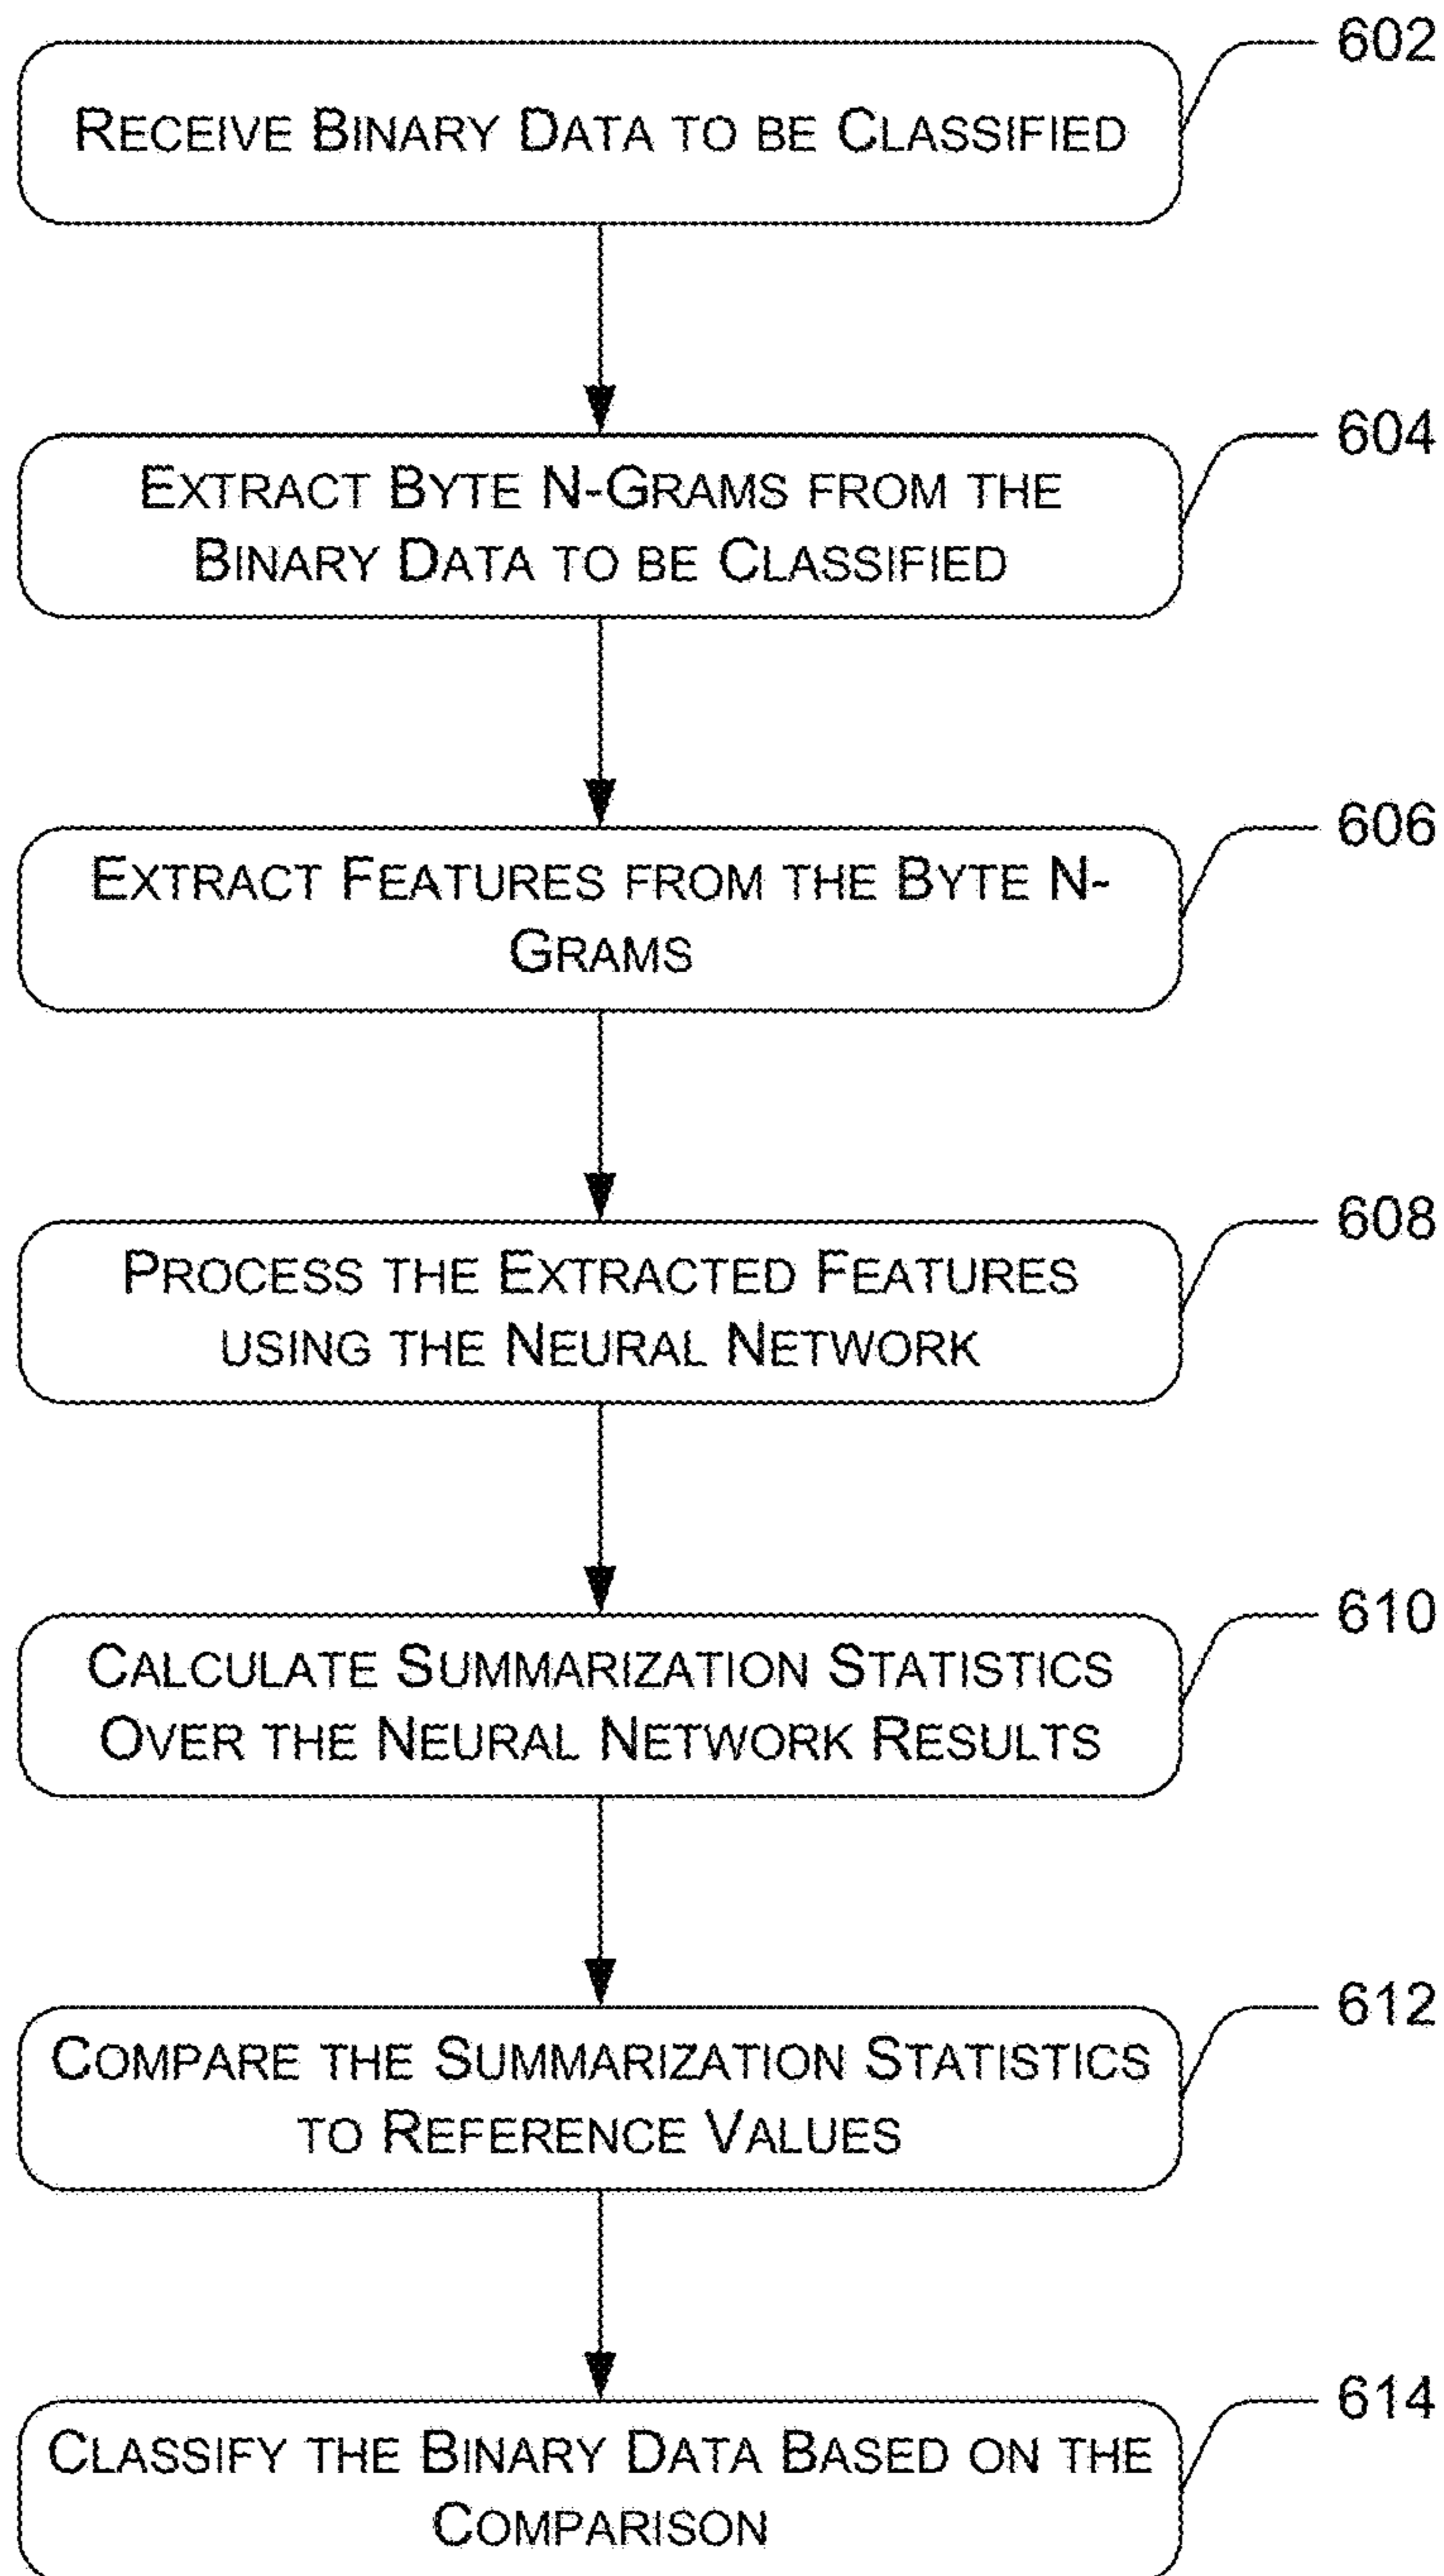 602
RECEIVE BINARY DATA TO BE CLASSIFIED
604
EXTRACT BYTE N-GRAMS FROM THE
BINARY DATA TO BE CLASSIFIED
606
EXTRACT FEATURES FROM THE BYTE N-
GRAMS
608
PROCESS THE EXTRACTED FEATURES
USING THE NEURAL NETWORK
610
CALCULATE SUMMARIZATION STATISTICS
OVER THE NEURAL NETWORK RESULTS
612
COMPARE THE SUMMARIZATION STATISTICS
TO REFERENCE VALUES
614
CLASSIFY THE BINARY DATA BASED ON THE
COMPARISON